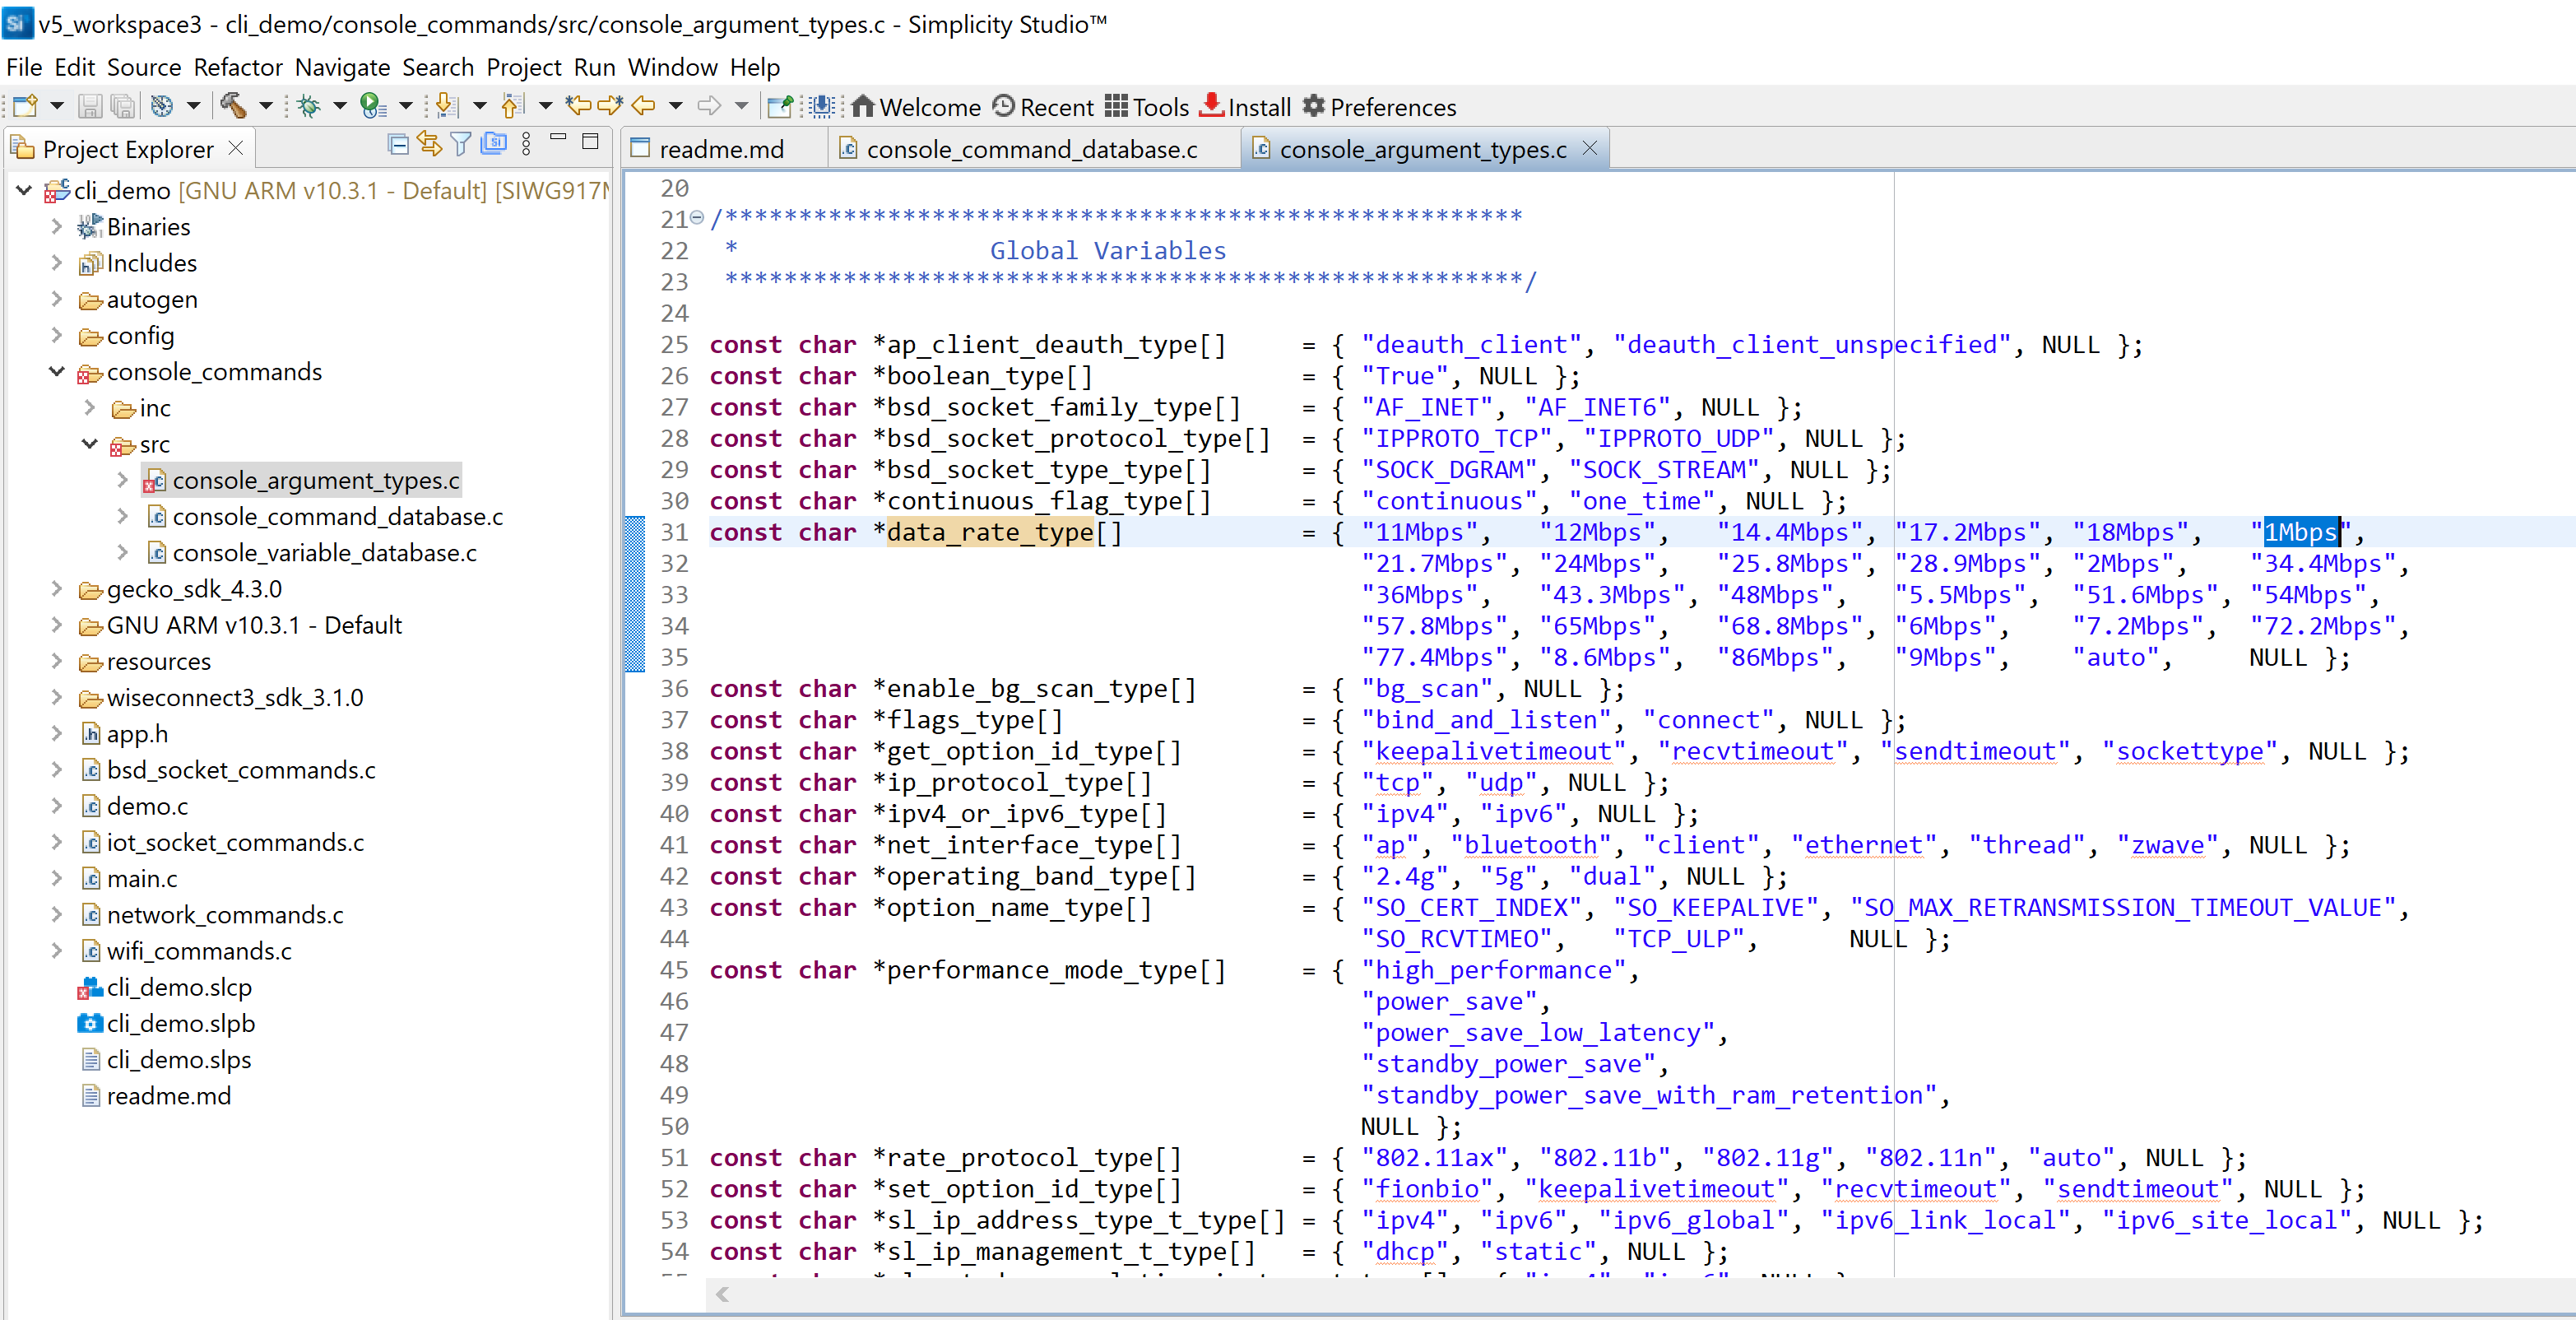 v5_workspace3 - cli_demo/console_commands/src/console_argument_types.c - Simplicity Studio™
File Edit Source Refactor Navigate Search Project Run Window Help
Welcome Recent Tools Install Preferences
Project Explorer
cli_demo [GNU ARM v10.3.1 - Default] [SIWG917
Binaries
Includes
autogen
config
console_commands
inc
src
console_argument_types.c
console_command_database.c
console_variable_database.c
gecko_sdk_4.3.0
GNU ARM v10.3.1 - Default
resources
wiseconnect3_sdk_3.1.0
app.h
bsd_socket_commands.c
demo.c
iot_socket_commands.c
main.c
network_commands.c
wifi_commands.c
cli_demo.slcp
cli_demo.slpb
cli_demo.slps
readme.md
readme.md console_command_database.c console_argument_types.c
20
21 /******************************************************
22 * Global Variables
23 ******************************************************/
24
25 const char *ap_client_deauth_type[] = { "deauth_client", "deauth_client_unspecified", NULL };
26 const char *boolean_type[] = { "True", NULL };
27 const char *bsd_socket_family_type[] = { "AF_INET", "AF_INET6", NULL };
28 const char *bsd_socket_protocol_type[] = { "IPPROTO_TCP", "IPPROTO_UDP", NULL };
29 const char *bsd_socket_type_type[] = { "SOCK_DGRAM", "SOCK_STREAM", NULL };
30 const char *continuous_flag_type[] = { "continuous", "one_time", NULL };
31 const char *data_rate_type[] = { "11Mbps", "12Mbps", "14.4Mbps", "17.2Mbps", "18Mbps", "1Mbps",
32 "21.7Mbps", "24Mbps", "25.8Mbps", "28.9Mbps", "2Mbps", "34.4Mbps",
33 "36Mbps", "43.3Mbps", "48Mbps", "5.5Mbps", "51.6Mbps", "54Mbps",
34 "57.8Mbps", "65Mbps", "68.8Mbps", "6Mbps", "7.2Mbps", "72.2Mbps",
35 "77.4Mbps", "8.6Mbps", "86Mbps", "9Mbps", "auto", NULL };
36 const char *enable_bg_scan_type[] = { "bg_scan", NULL };
37 const char *flags_type[] = { "bind_and_listen", "connect", NULL };
38 const char *get_option_id_type[] = { "keepalivetimeout", "recvtimeout", "sendtimeout", "sockettype", NULL };
39 const char *ip_protocol_type[] = { "tcp", "udp", NULL };
40 const char *ipv4_or_ipv6_type[] = { "ipv4", "ipv6", NULL };
41 const char *net_interface_type[] = { "ap", "bluetooth", "client", "ethernet", "thread", "zwave", NULL };
42 const char *operating_band_type[] = { "2.4g", "5g", "dual", NULL };
43 const char *option_name_type[] = { "SO_CERT_INDEX", "SO_KEEPALIVE", "SO_MAX_RETRANSMISSION_TIMEOUT_VALUE",
44 "SO_RCVTIMEO", "TCP_ULP", NULL };
45 const char *performance_mode_type[] = { "high_performance",
46 "power_save",
47 "power_save_low_latency",
48 "standby_power_save",
49 "standby_power_save_with_ram_retention",
50 NULL };
51 const char *rate_protocol_type[] = { "802.11ax", "802.11b", "802.11g", "802.11n", "auto", NULL };
52 const char *set_option_id_type[] = { "fionbio", "keepalivetimeout", "recvtimeout", "sendtimeout", NULL };
53 const char *sl_ip_address_type_t_type[] = { "ipv4", "ipv6", "ipv6_global", "ipv6_link_local", "ipv6_site_local", NULL };
54 const char *sl_ip_management_t_type[] = { "dhcp", "static", NULL };